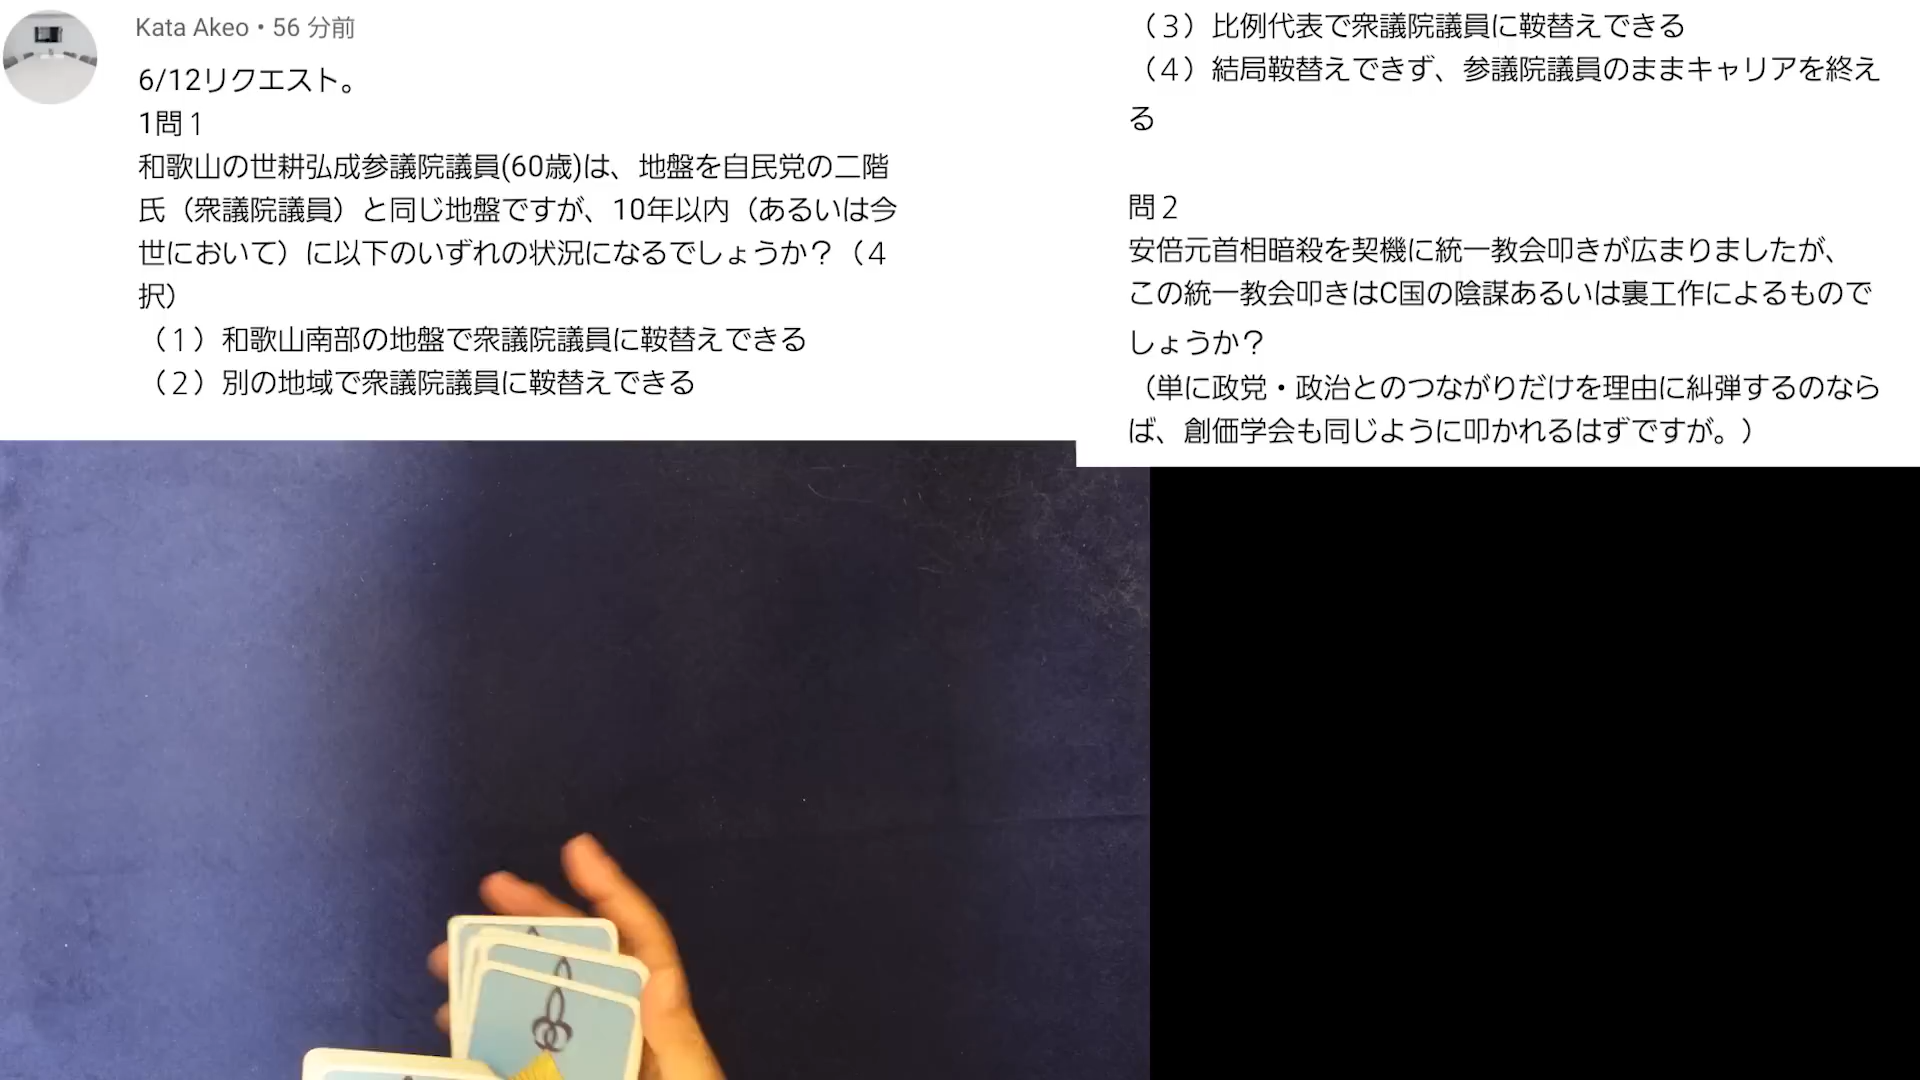 Kata Akeo • 56 分前
6/12リクエスト。
1問１
和歌山の世耕弘成参議院議員(60歳)は、地盤を自民党の二階
氏（衆議院議員）と同じ地盤ですが、10年以内（あるいは今
世において）に以下のいずれの状況になるでしょうか？（４
択）
（１）和歌山南部の地盤で衆議院議員に鞍替えできる
（２）別の地域で衆議院議員に鞍替えできる
（３）比例代表で衆議院議員に鞍替えできる
（４）結局鞍替えできず、参議院議員のままキャリアを終え
る
問２
安倍元首相暗殺を契機に統一教会叩きが広まりましたが、
この統一教会叩きはC国の陰謀あるいは裏工作によるもので
しょうか？
（単に政党・政治とのつながりだけを理由に糾弾するのなら
ば、創価学会も同じように叩かれるはずですが。）